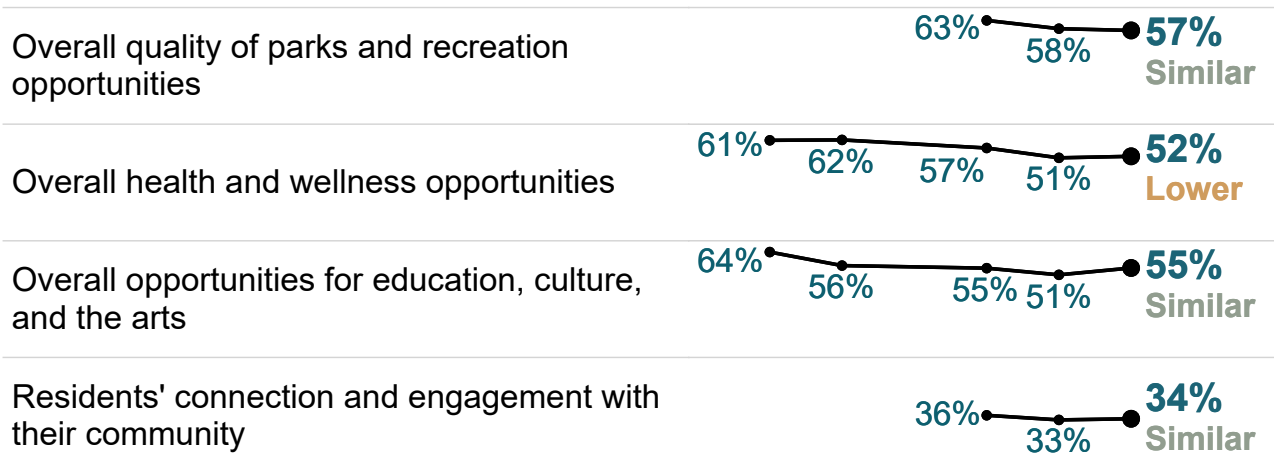 Overall quality of parks and recreation
opportunities
63%
58%
57%
Similar
Overall health and wellness opportunities
61%
62%
57%
51%
52%
Lower
Overall opportunities for education, culture,
and the arts
64%
56%
55%
51%
55%
Similar
Residents' connection and engagement with
their community
36%
33%
34%
Similar